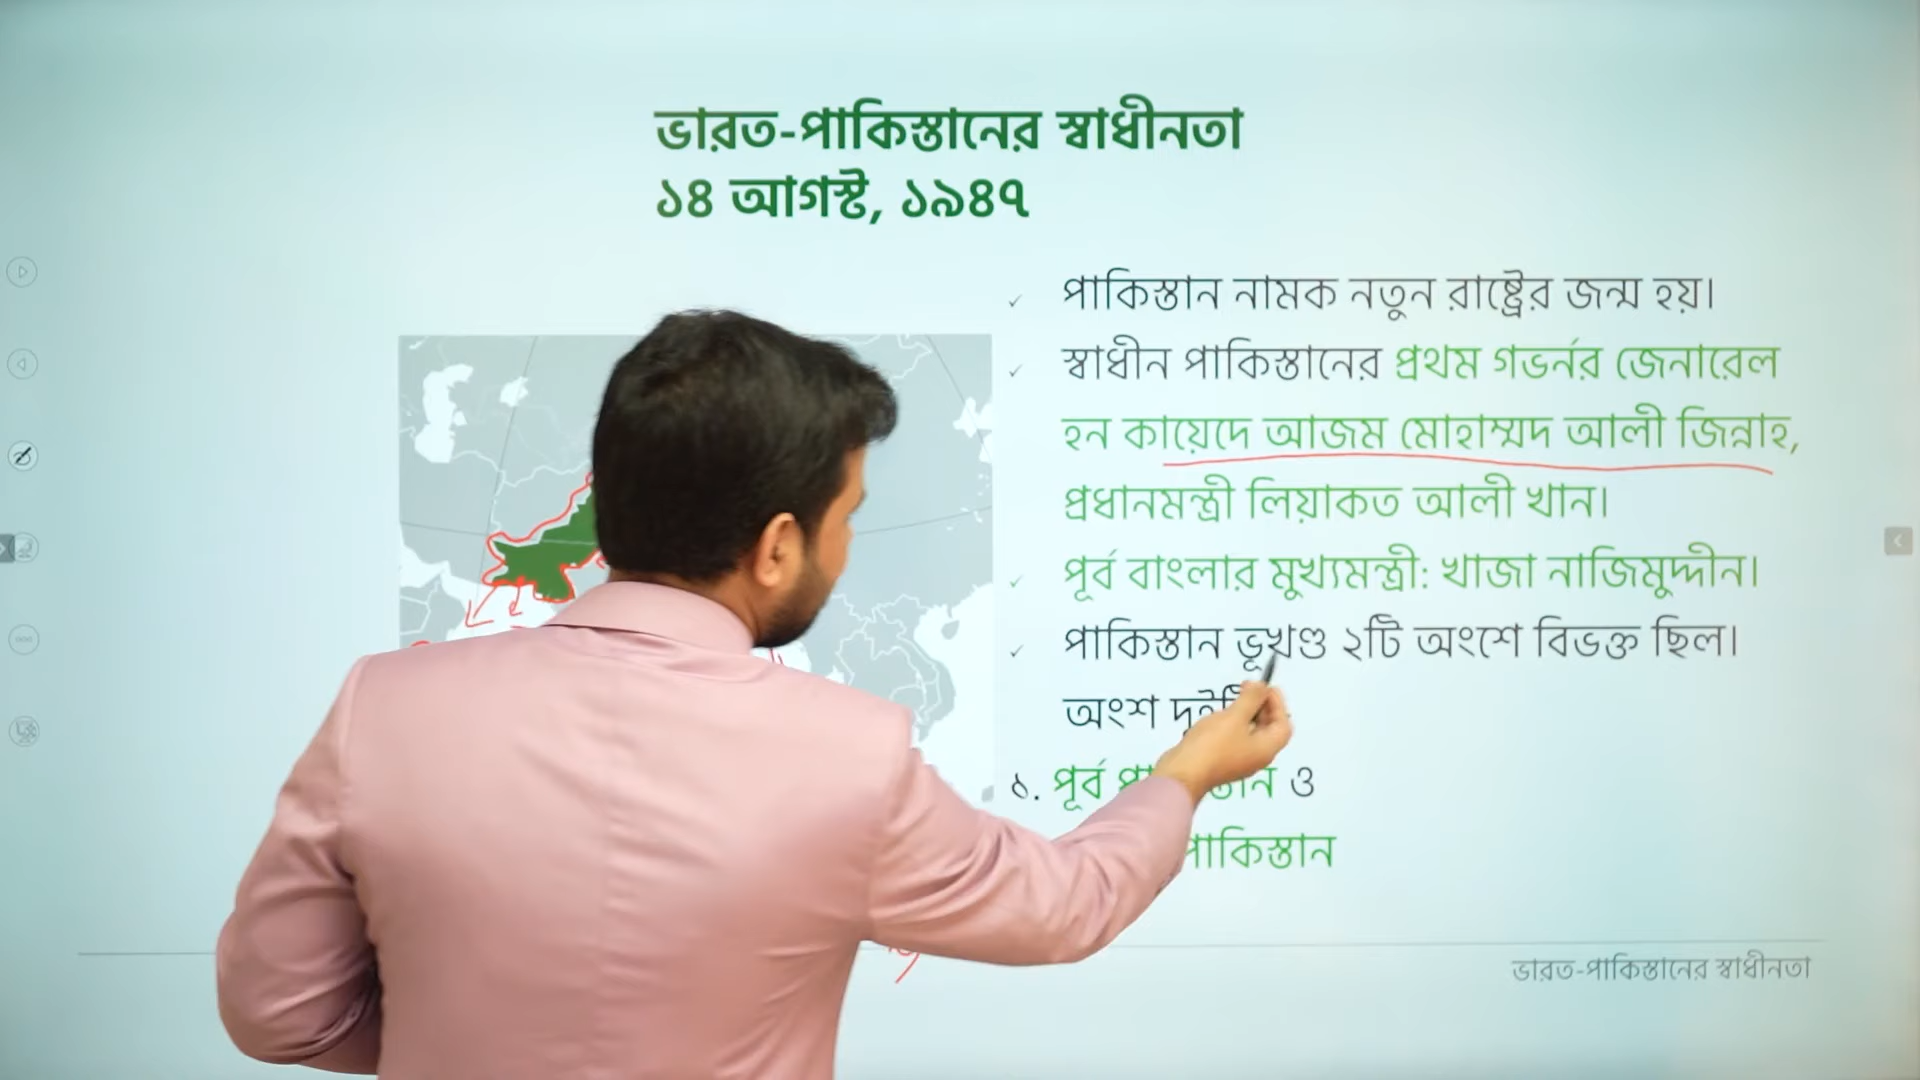 ভারত-পাকিস্তানের স্বাধীনতা
১৪ আগস্ট, ১৯৪৭
পাকিস্তান নামক নতুন রাষ্ট্রের জন্ম হয়।
স্বাধীন পাকিস্তানের প্রথম গভর্নর জেনারেল
হন কায়েদে আজম মোহাম্মদ আলী জিন্নাহ,
প্রধানমন্ত্রী লিয়াকত আলী খান।
পূর্ব বাংলার মুখ্যমন্ত্রী: খাজা নাজিমুদ্দীন।
পাকিস্তান ভূখণ্ড ২টি অংশে বিভক্ত ছিল।
অংশ
১. পূর্ব ও
পাকিস্তান
ভারত-পাকিস্তানের স্বাধীনতা